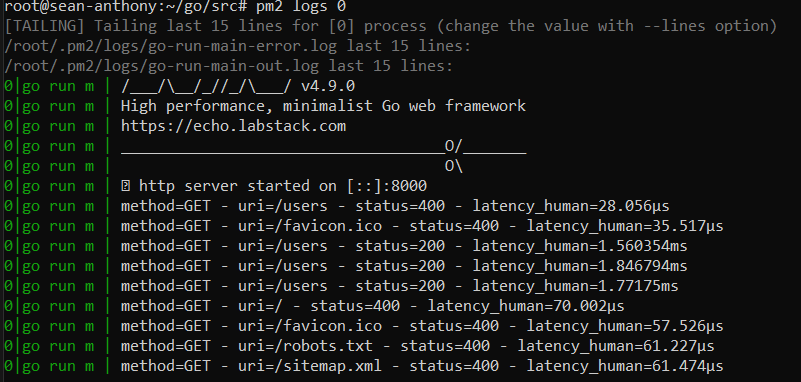 root@sean-anthony:~/go/src# pm2 logs 0
[TAILING] Tailing last 15 lines for [0] process (change the value with --lines option)
/root/.pm2/logs/go-run-main-error.log last 15 lines:
/root/.pm2/logs/go-run-main-out.log last 15 lines:
0|go run m | /___/\__/_//_/\___/ v4.9.0
0|go run m | High performance, minimalist Go web framework
0|go run m | https://echo.labstack.com
0|go run m | ____________________________________O/_______
0|go run m |                                     O\
0|go run m | ⍰ http server started on [::]:8000
0|go run m | method=GET - uri=/users - status=400 - latency_human=28.056µs
0|go run m | method=GET - uri=/favicon.ico - status=400 - latency_human=35.517µs
0|go run m | method=GET - uri=/users - status=200 - latency_human=1.560354ms
0|go run m | method=GET - uri=/users - status=200 - latency_human=1.846794ms
0|go run m | method=GET - uri=/users - status=200 - latency_human=1.77175ms
0|go run m | method=GET - uri=/ - status=400 - latency_human=70.002µs
0|go run m | method=GET - uri=/favicon.ico - status=400 - latency_human=57.526µs
0|go run m | method=GET - uri=/robots.txt - status=400 - latency_human=61.227µs
0|go run m | method=GET - uri=/sitemap.xml - status=400 - latency_human=61.474µs